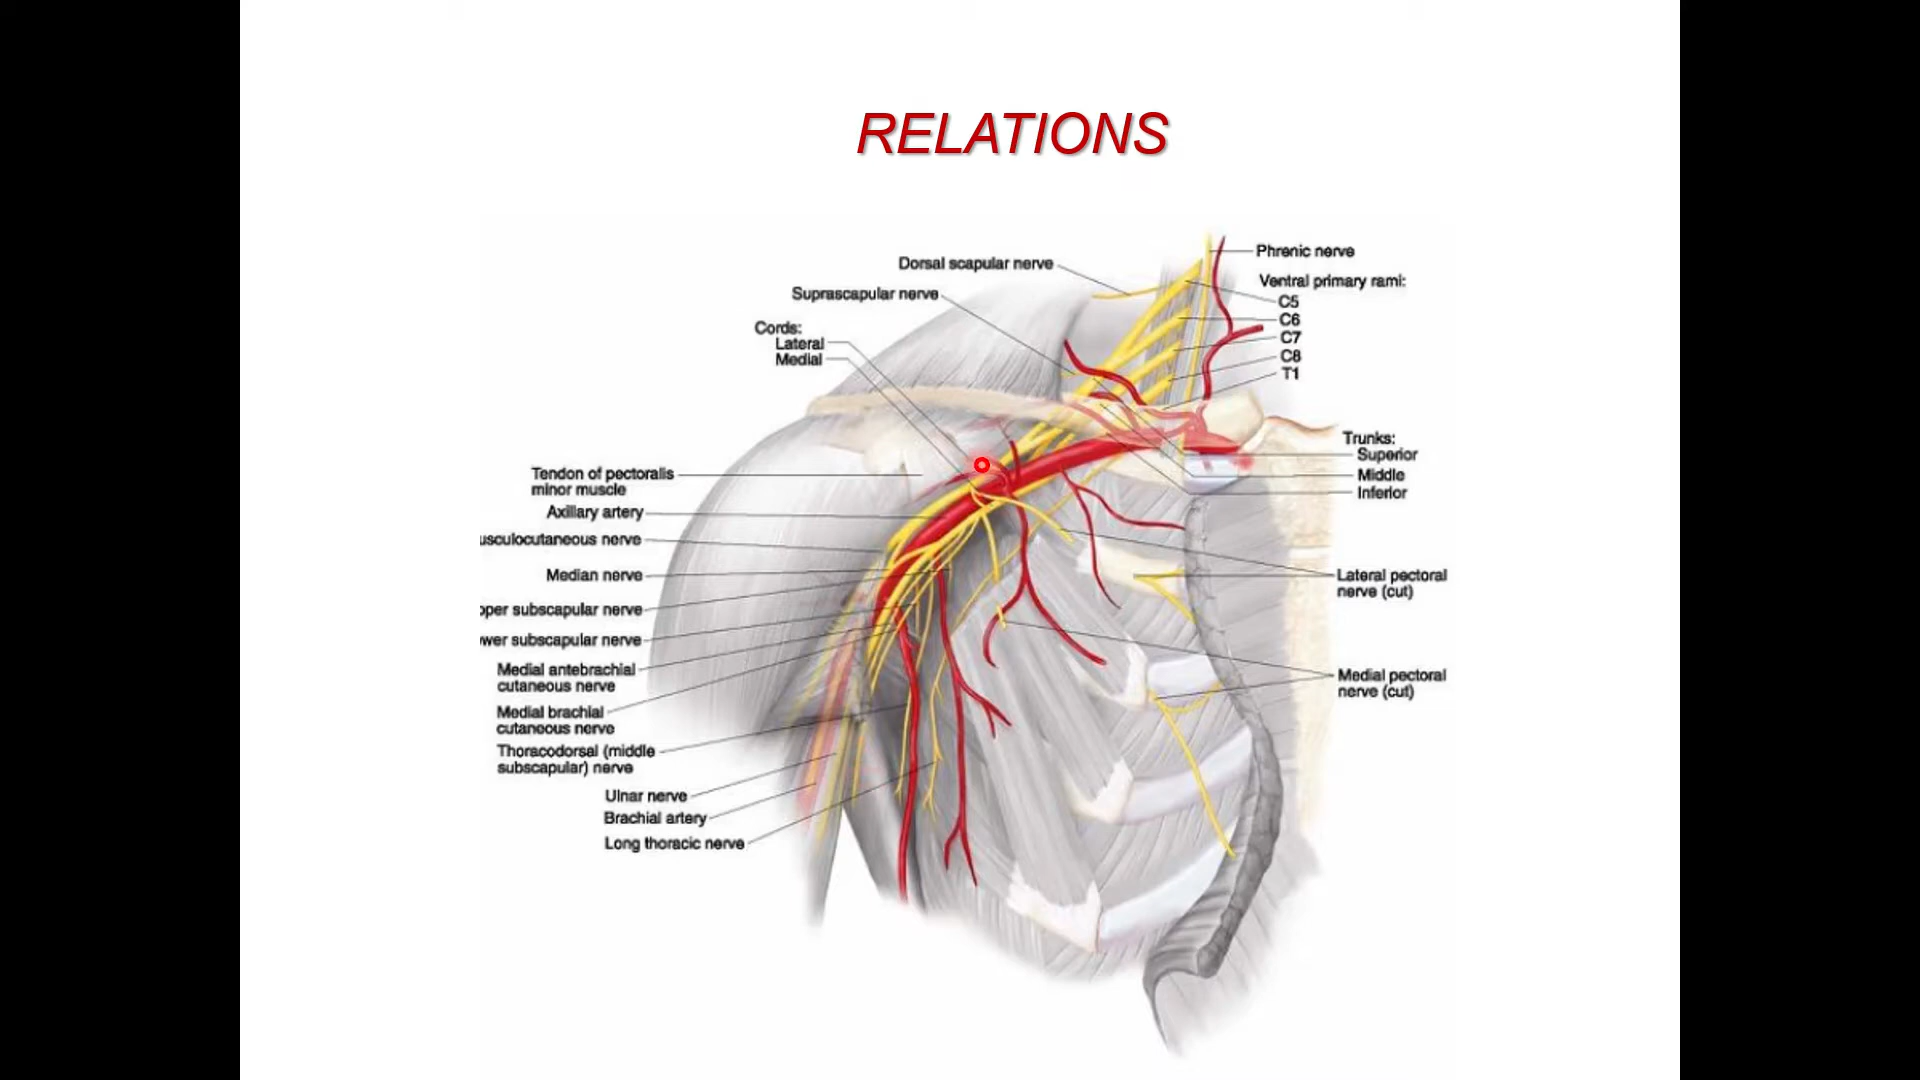 RELATIONS
Dorsal scapular nerve
Suprascapular nerve
Cords:
Lateral
Medial
Phrenic nerve
Ventral primary rami:
C5
C6
C7
C8
T1
Trunks:
Superior
Middle
Inferior
Tendon of pectoralis
minor muscle
Axillary artery
usculocutaneous nerve
Median nerve
pper subscapular nerve
wer subscapular nerve
Medial antebrachial
cutaneous nerve
Medial brachial
cutaneous nerve
Thoracodorsal (middle
subscapular) nerve
Ulnar nerve
Brachial artery
Long thoracic nerve
Lateral pectoral
nerve (cut)
Medial pectoral
nerve (cut)